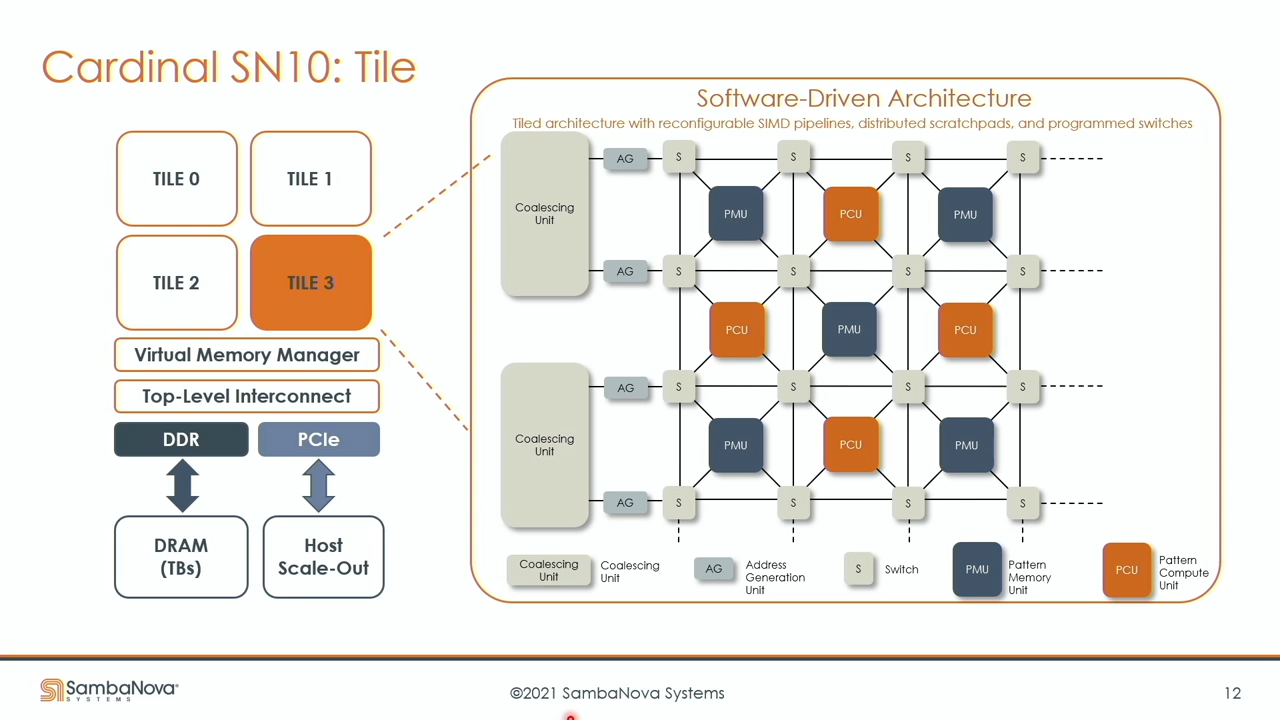 Cardinal SN10: Tile
TILE 0
TILE 1
TILE 2
TILE 3
Virtual Memory Manager
Top-Level Interconnect
DDR
PCIe
DRAM
(TBs)
Host
Scale-Out
Software-Driven Architecture
Tiled architecture with reconfigurable SIMD pipelines, distributed scratchpads, and programmed switches
Coalescing
Unit
AG
S
S
S
S
PMU
PCU
PMU
AG
S
S
S
S
PCU
PMU
PCU
Coalescing
Unit
AG
S
S
S
S
PMU
PCU
PMU
AG
S
S
S
S
Coalescing
Unit
Coalescing
Unit
AG
Address
Generation
Unit
S
Switch
PMU
Pattern
Memory
Unit
PCU
Pattern
Compute
Unit
SambaNova
SYSTEMS
©2021 SambaNova Systems
12